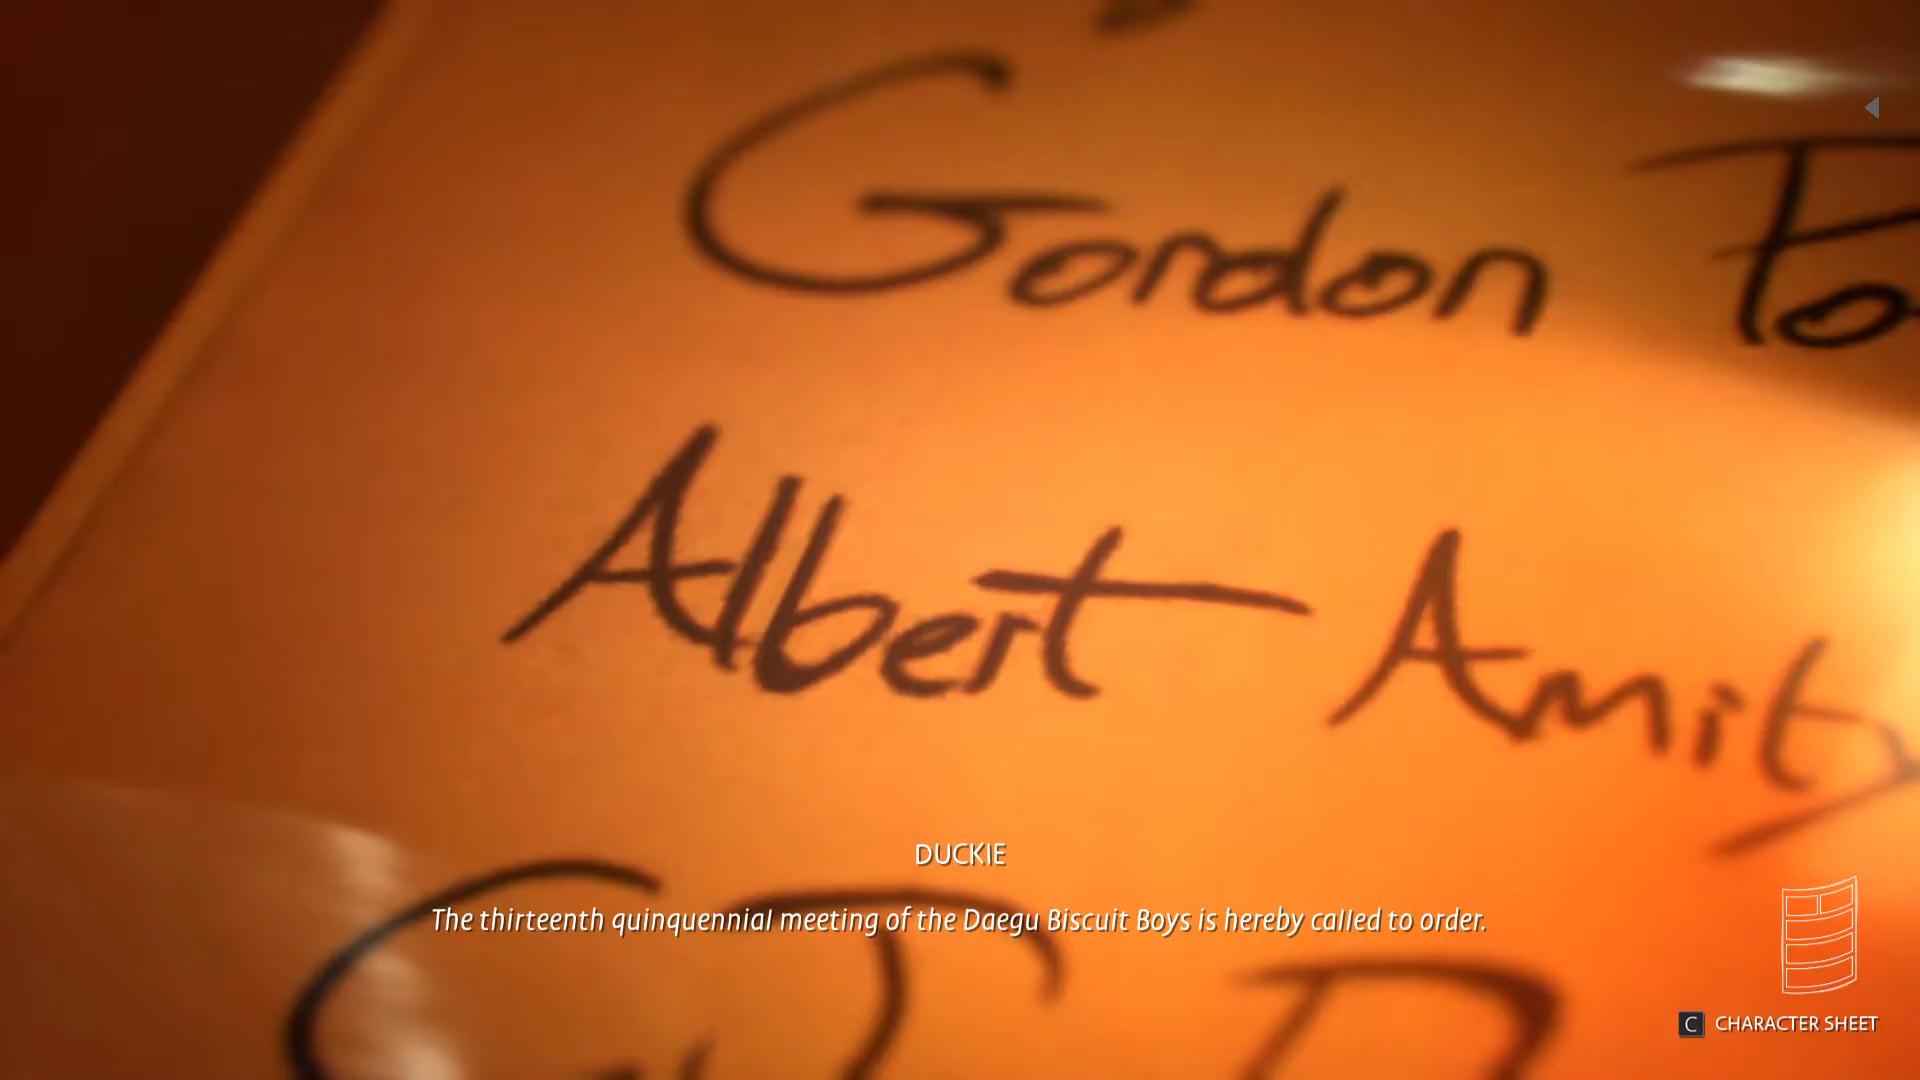 Gordon
Albert Amity
DUCKIE
The thirteenth quinquennial meeting of the Daegu Biscuit Boys is hereby called to order.
C CHARACTER SHEET